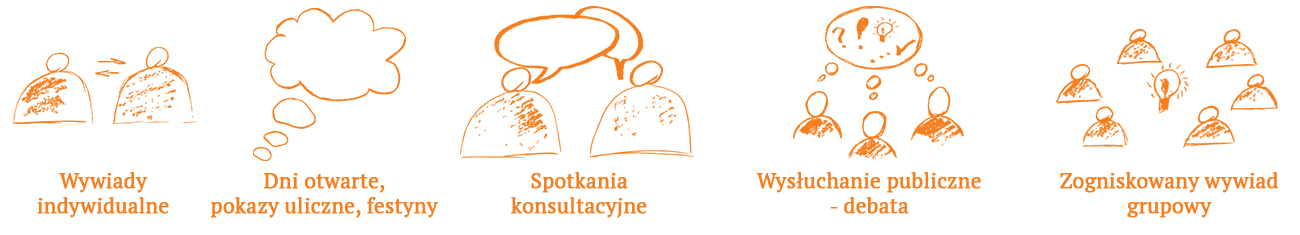 Wywiady
indywidualne
Dni otwarte,
pokazy uliczne, festyny
Spotkania
konsultacyjne
Wysłuchanie publiczne
- debata
Zogniskowany wywiad
grupowy